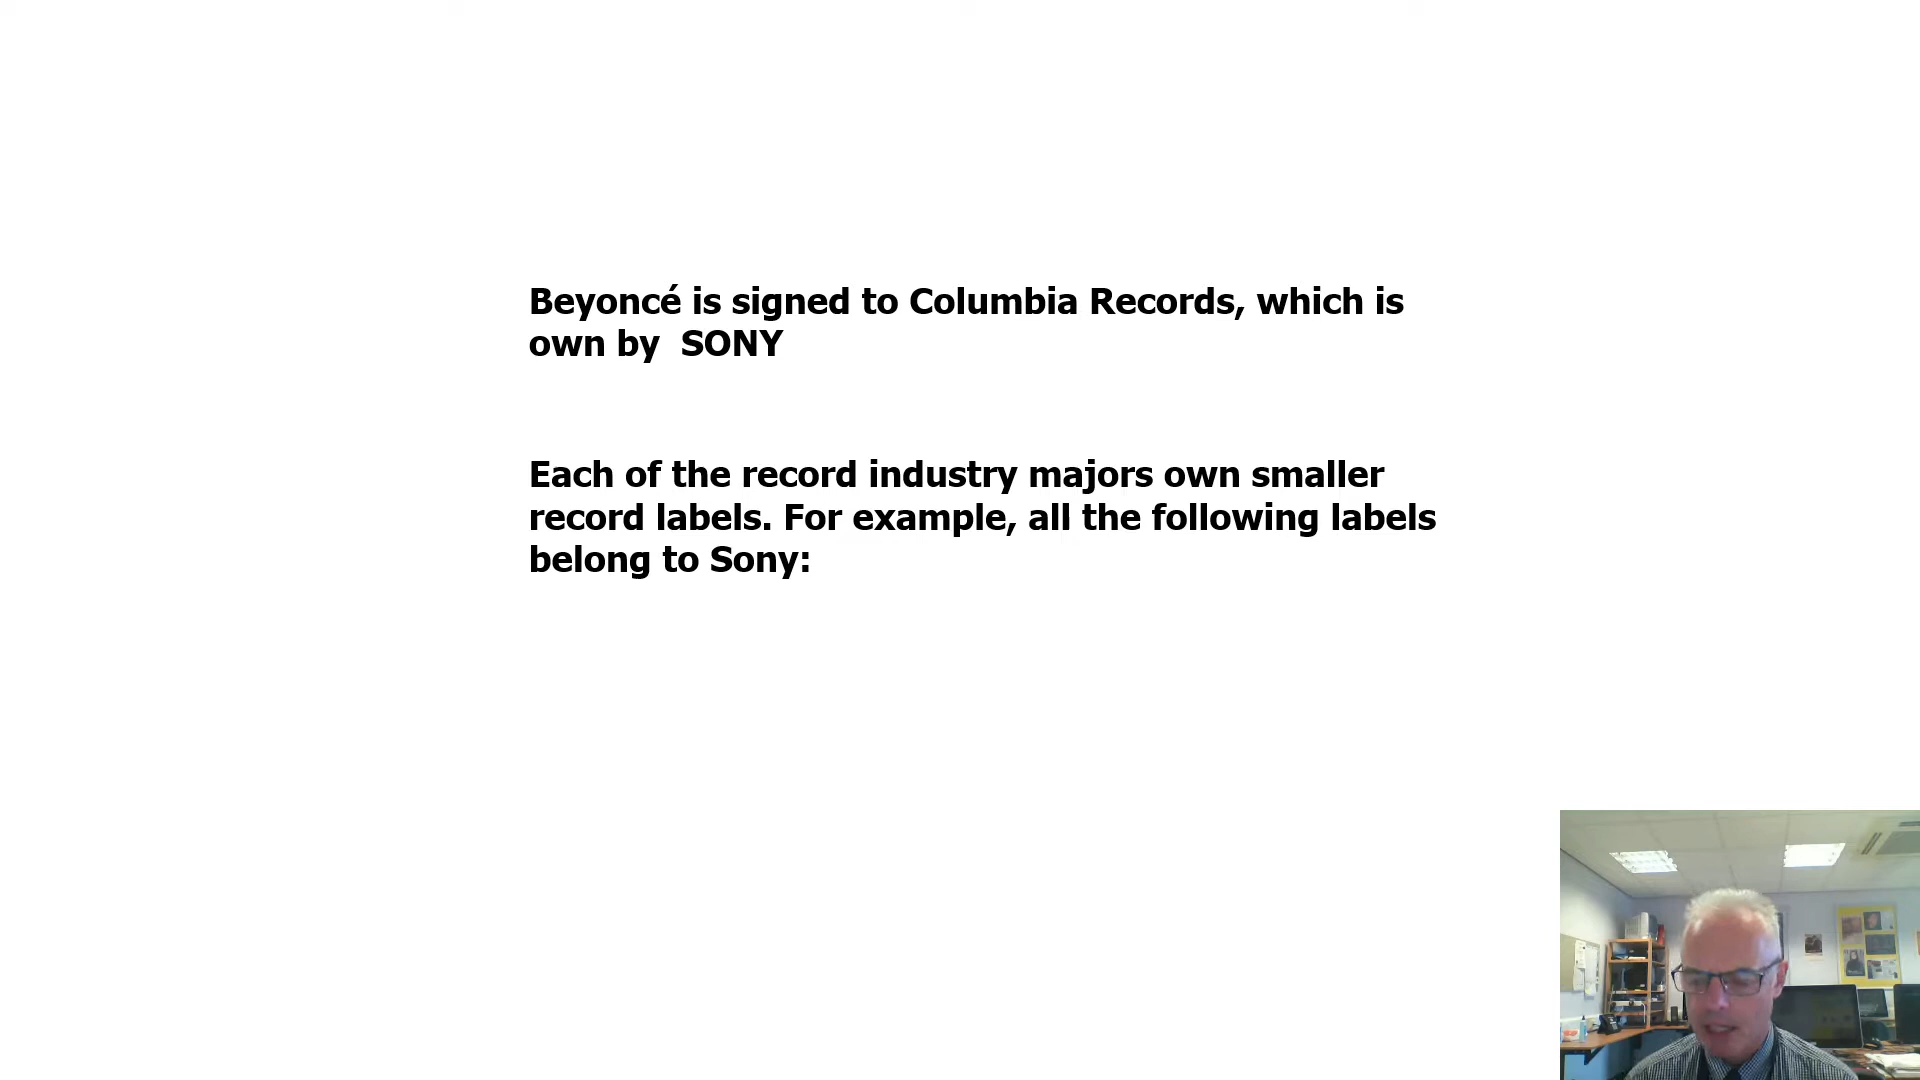 Beyoncé is signed to Columbia Records, which is
own by  SONY
Each of the record industry majors own smaller
record labels. For example, all the following labels
belong to Sony: